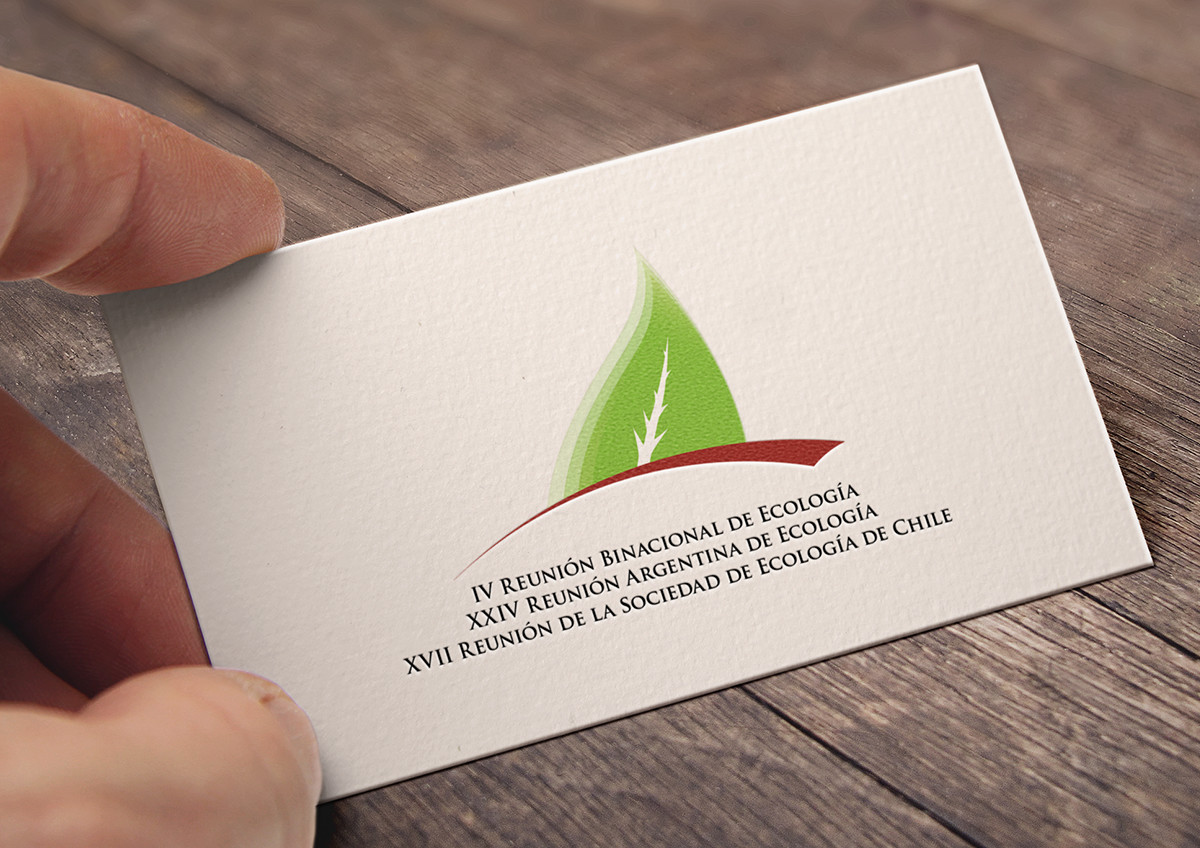 IV Reunión Binacional de Ecología
XXIV Reunión Argentina de Ecología
XVII Reunión de la Sociedad de Ecología de Chile